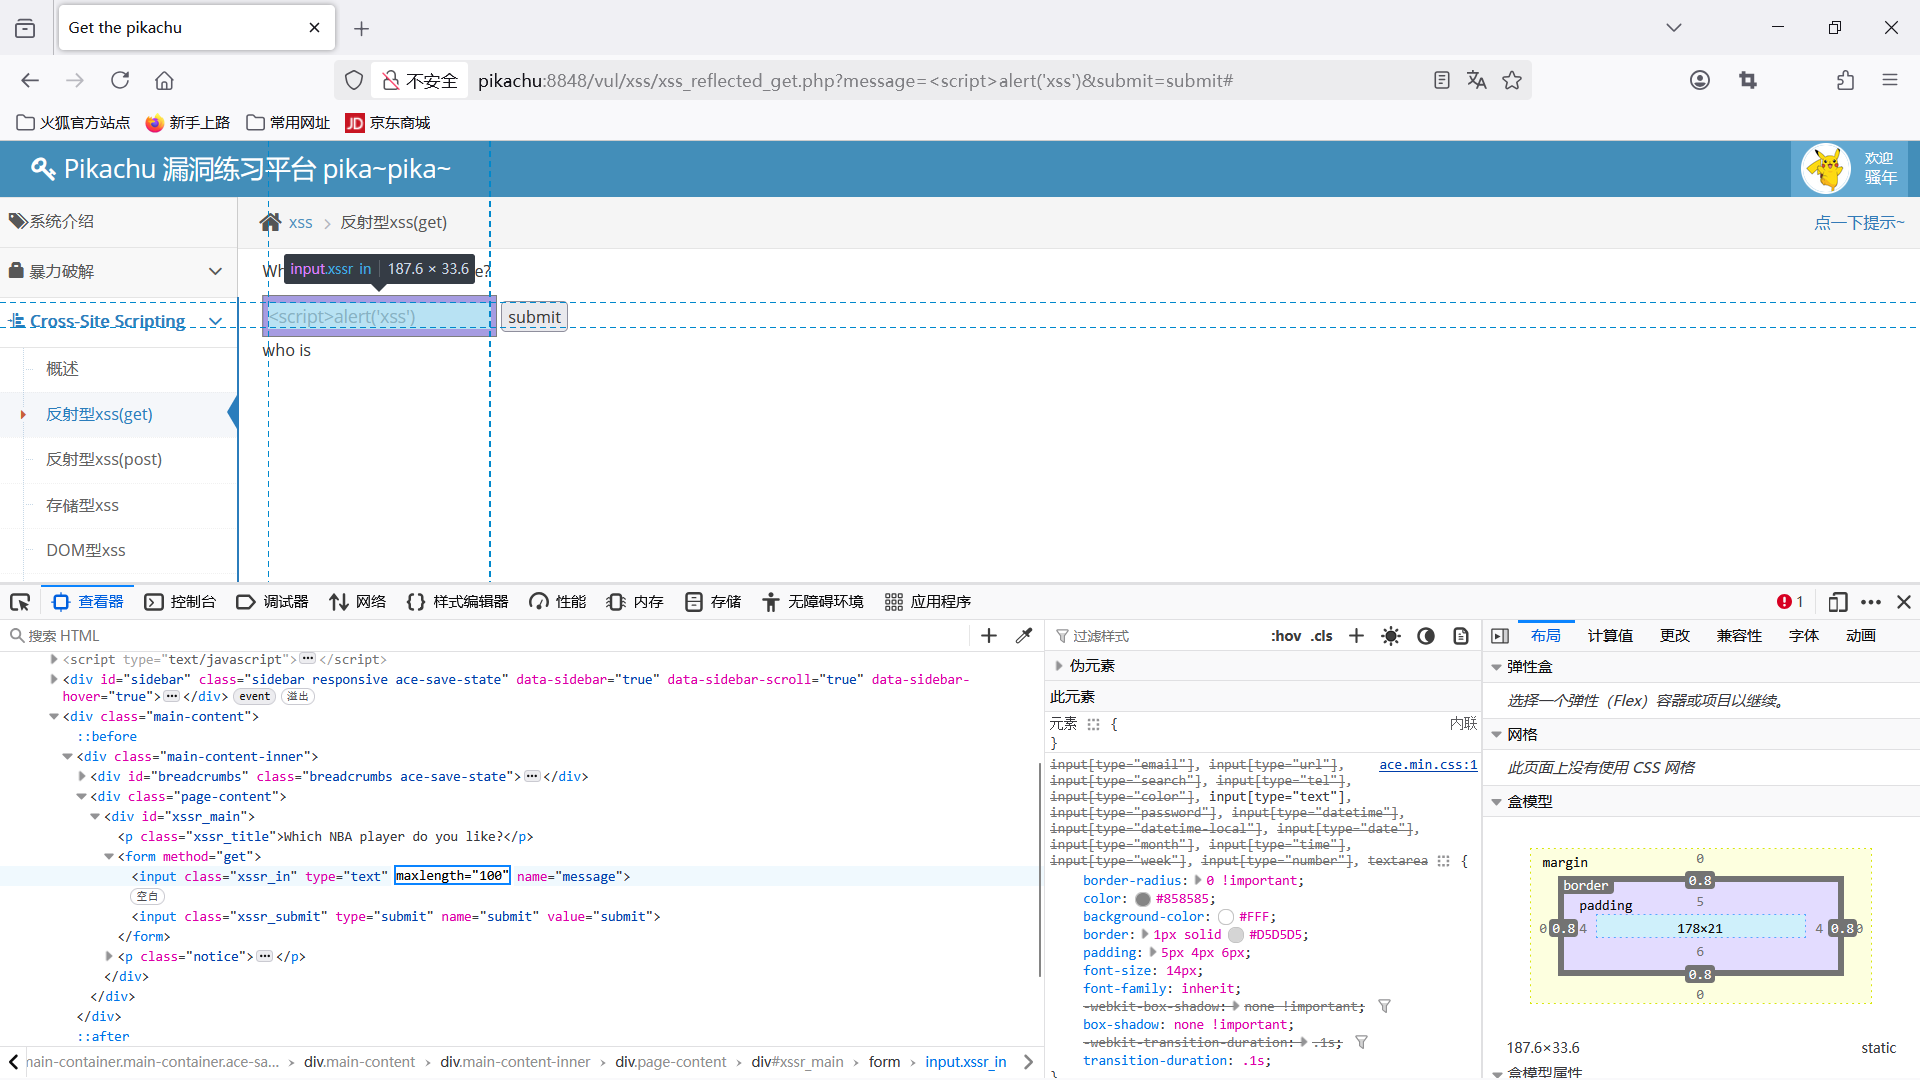 Get the pikachu
不安全
pikachu:8848/vul/xss/xss_reflected_get.php?message=<script>alert('xss')&submit=submit#
火狐官方站点
新手上路
常用网址
JD 京东商城
Pikachu 漏洞练习平台 pika~pika~
欢迎
骚年
系统介绍
xss > 反射型xss(get)
点一下提示~
暴力破解
Wh
e?
input.xssr_in 187.6 × 33.6
<script>alert('xss')
submit
Cross-Site Scripting
who is
概述
反射型xss(get)
反射型xss(post)
存储型xss
DOM型xss
查看器
控制台
调试器
网络
样式编辑器
性能
内存
存储
无障碍环境
应用程序
1
搜索 HTML
<script type="text/javascript"> ••• </script>
<div id="sidebar" class="sidebar responsive ace-save-state" data-sidebar="true" data-sidebar-scroll="true" data-sidebar-
hover="true"> ••• </div> event 溢出
<div class="main-content">
::before
<div class="main-content-inner">
<div id="breadcrumbs" class="breadcrumbs ace-save-state"> ••• </div>
<div class="page-content">
<div id="xssr_main">
<p class="xssr_title">Which NBA player do you like?</p>
<form method="get">
<input class="xssr_in" type="text" maxlength="100" name="message">
空白
<input class="xssr_submit" type="submit" name="submit" value="submit">
</form>
<p class="notice"> ••• </p>
</div>
</div>
</div>
::after
nain-container.main-container.ace-sa... > div.main-content > div.main-content-inner > div.page-content > div#xssr_main > form > input.xssr_in
过滤样式
:hov .cls
伪元素
此元素
元素 {
内联
}
input[type="email"], input[type="url"],
ace.min.css:1
input[type="search"], input[type="tel"],
input[type="color"], input[type="text"],
input[type="password"], input[type="datetime"],
input[type="datetime-local"], input[type="date"],
input[type="month"], input[type="time"],
input[type="week"], input[type="number"], textarea {
border-radius: 0 !important;
color: #858585;
background-color: #FFF;
border: 1px solid #D5D5D5;
padding: 5px 4px 6px;
font-size: 14px;
font-family: inherit;
-webkit-box-shadow: none !important;
box-shadow: none !important;
-webkit-transition-duration: .1s;
transition-duration: .1s;
}
布局
计算值
更改
兼容性
字体
动画
弹性盒
选择一个弹性（Flex）容器或项目以继续。
网格
此页面上没有使用 CSS 网格
盒模型
margin
0
border
0.8
padding
5
0
0.8
4
178×21
4
0.8
0
6
0.8
0
187.6×33.6
static
盒模型属性